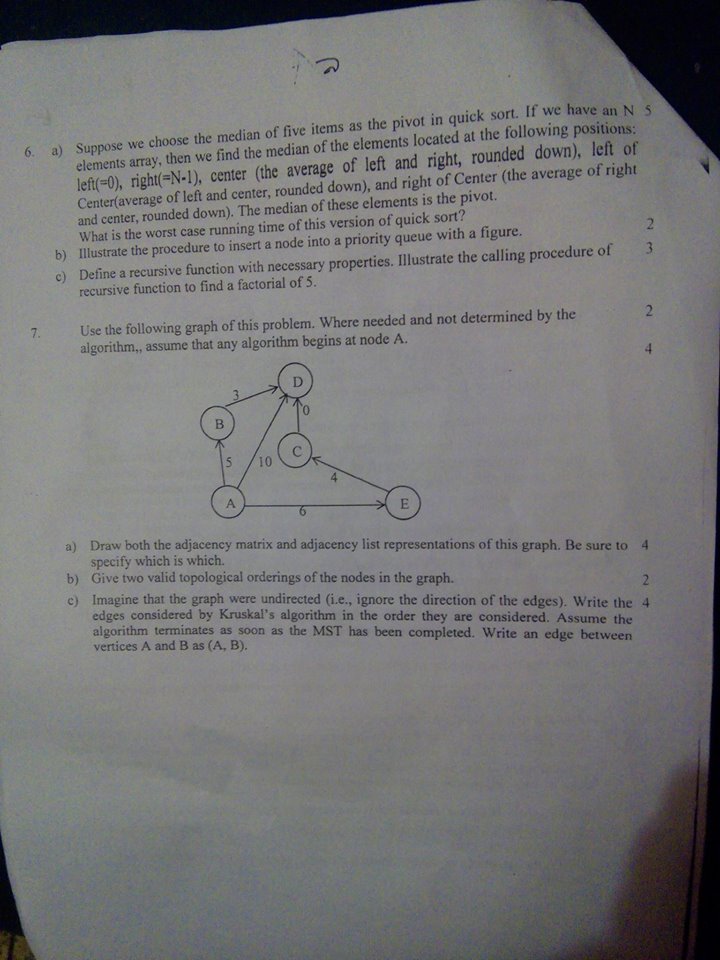 6. a) Suppose we choose the median of five items as the pivot in quick sort. If we have an N 5
elements array, then we find the median of the elements located at the following positions:
left(=0), right(=N-1), center (the average of left and right, rounded down), left of
Center(average of left and center, rounded down), and right of Center (the average of right
and center, rounded down). The median of these elements is the pivot.
What is the worst case running time of this version of quick sort?
b) Illustrate the procedure to insert a node into a priority queue with a figure. 2
c) Define a recursive function with necessary properties. Illustrate the calling procedure of 3
recursive function to find a factorial of 5.
7. Use the following graph of this problem. Where needed and not determined by the 2
algorithm,, assume that any algorithm begins at node A.
4
D
3
0
B
C
5
10
4
A
6
E
a) Draw both the adjacency matrix and adjacency list representations of this graph. Be sure to 4
specify which is which.
b) Give two valid topological orderings of the nodes in the graph. 2
c) Imagine that the graph were undirected (i.e., ignore the direction of the edges). Write the 4
edges considered by Kruskal's algorithm in the order they are considered. Assume the
algorithm terminates as soon as the MST has been completed. Write an edge between
vertices A and B as (A, B).